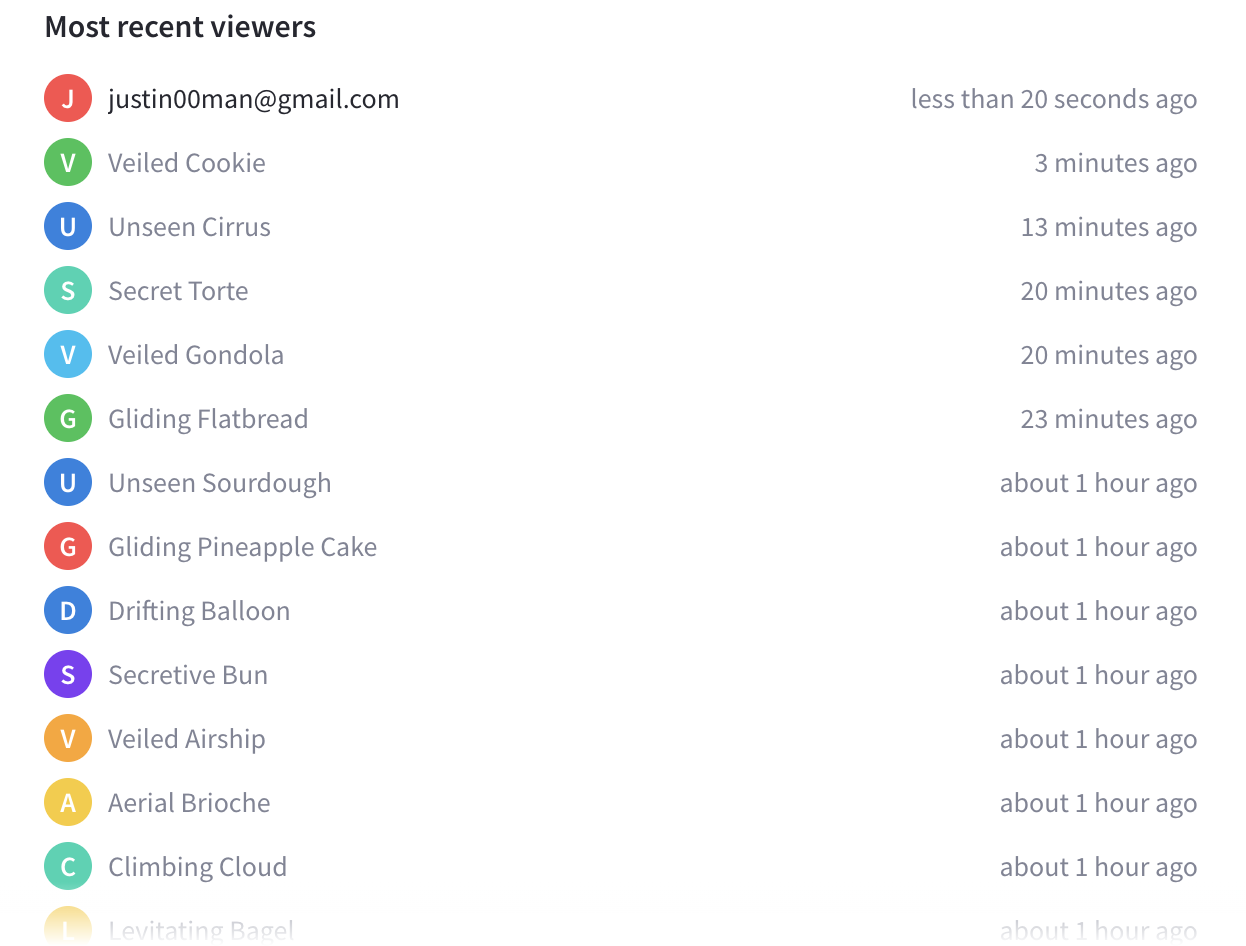 Most recent viewers
J justin00man@gmail.com less than 20 seconds ago
V Veiled Cookie 3 minutes ago
U Unseen Cirrus 13 minutes ago
S Secret Torte 20 minutes ago
V Veiled Gondola 20 minutes ago
G Gliding Flatbread 23 minutes ago
U Unseen Sourdough about 1 hour ago
G Gliding Pineapple Cake about 1 hour ago
D Drifting Balloon about 1 hour ago
S Secretive Bun about 1 hour ago
V Veiled Airship about 1 hour ago
A Aerial Brioche about 1 hour ago
C Climbing Cloud about 1 hour ago
L Levitating Bagel about 1 hour ago